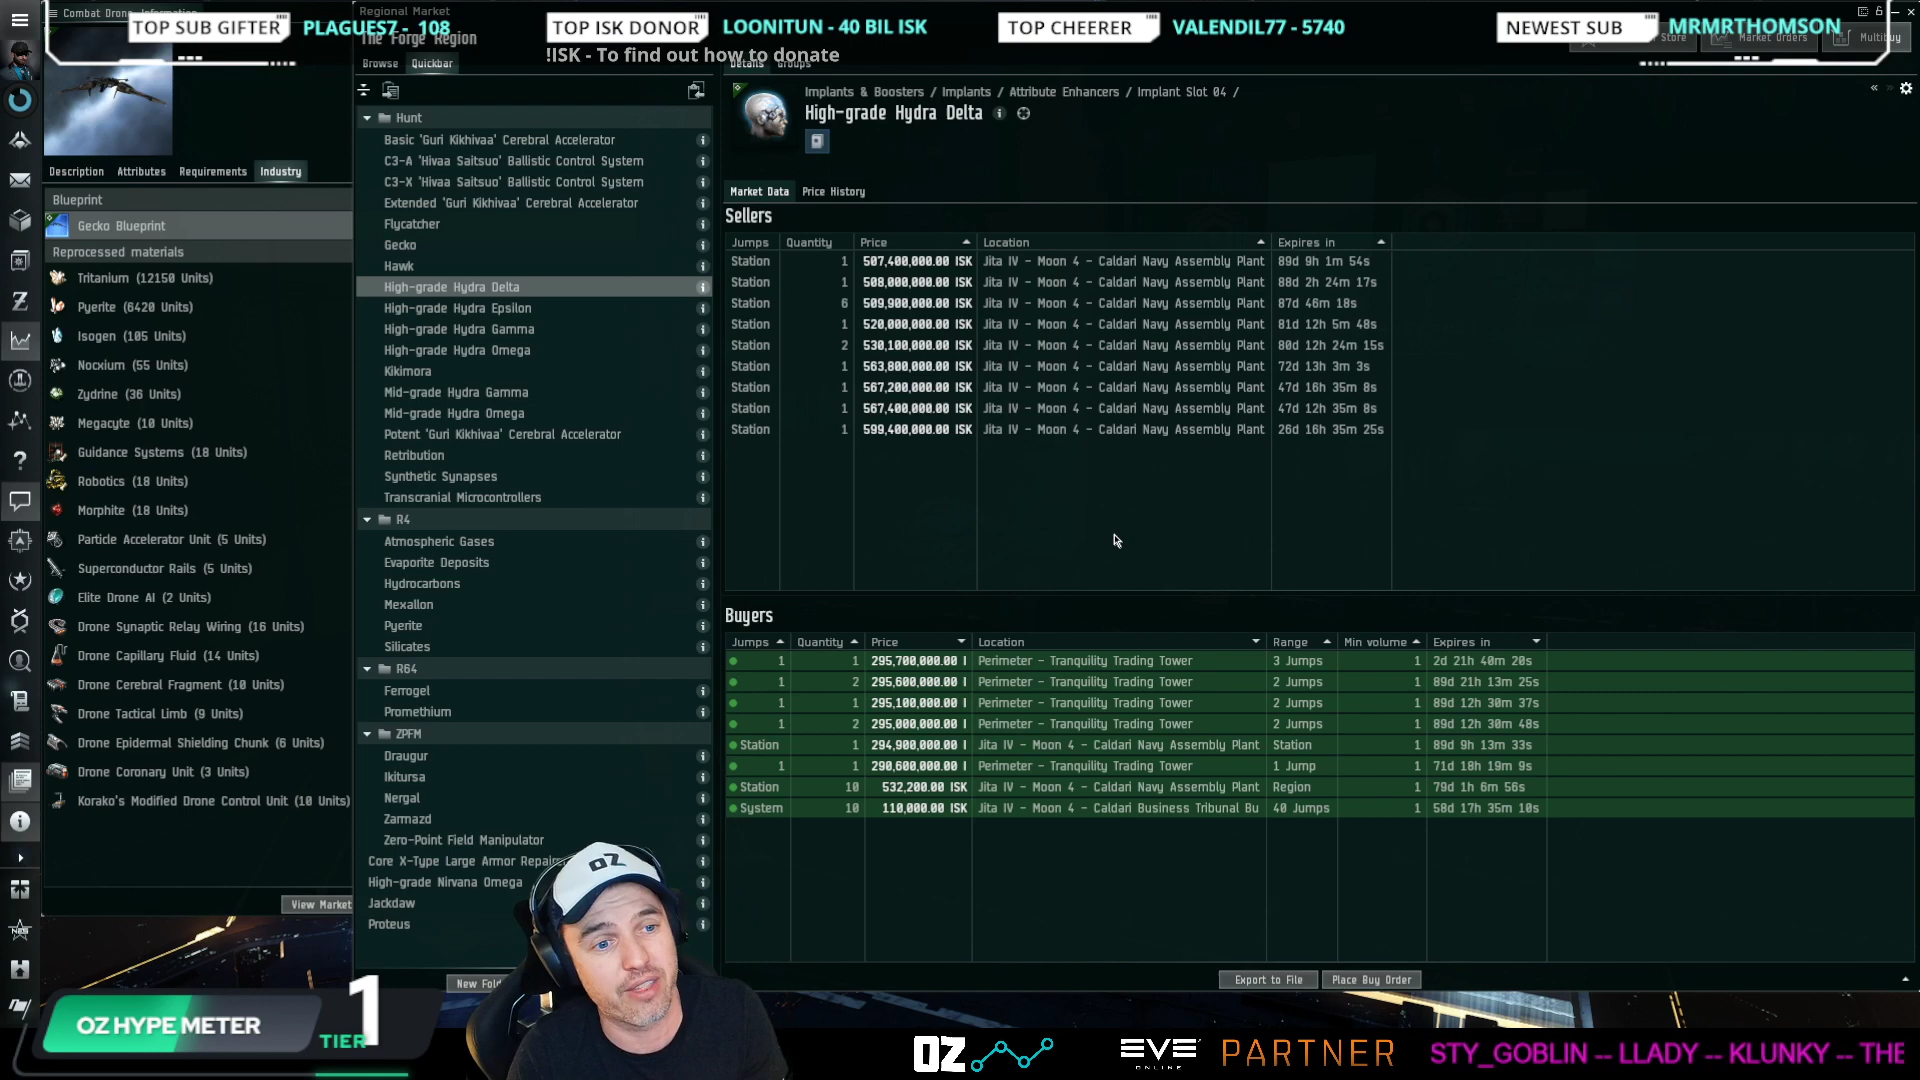 Combat Drone Information
TOP SUB GIFTER
PLAGUES7 - 108
TOP ISK DONOR
LOONITUN - 40 BIL ISK
TOP CHEERER
VALENDIL77 - 5740
NEWEST SUB
MRMRTHOMSON
!ISK - To find out how to donate
Regional Market
The Forge Region
Market Orders
Multibuy
Browse
Quickbar
Details
Groups
Description
Attributes
Requirements
Industry
Blueprint
Gecko Blueprint
Reprocessed materials
Tritanium (12150 Units)
Pyerite (6420 Units)
Isogen (105 Units)
Nocxium (55 Units)
Zydrine (36 Units)
Megacyte (10 Units)
Guidance Systems (18 Units)
Robotics (18 Units)
Morphite (18 Units)
Particle Accelerator Unit (5 Units)
Superconductor Rails (5 Units)
Elite Drone AI (2 Units)
Drone Synaptic Relay Wiring (16 Units)
Drone Capillary Fluid (14 Units)
Drone Cerebral Fragment (10 Units)
Drone Tactical Limb (9 Units)
Drone Epidermal Shielding Chunk (6 Units)
Drone Coronary Unit (3 Units)
Korako's Modified Drone Control Unit (10 Units)
View Market
Hunt
Basic 'Guri Kikhivaa' Cerebral Accelerator
C3-A 'Hivaa Saitsuo' Ballistic Control System
C3-X 'Hivaa Saitsuo' Ballistic Control System
Extended 'Guri Kikhivaa' Cerebral Accelerator
Flycatcher
Gecko
Hawk
High-grade Hydra Delta
High-grade Hydra Epsilon
High-grade Hydra Gamma
High-grade Hydra Omega
Kikimora
Mid-grade Hydra Gamma
Mid-grade Hydra Omega
Potent 'Guri Kikhivaa' Cerebral Accelerator
Retribution
Synthetic Synapses
Transcranial Microcontrollers
R4
Atmospheric Gases
Evaporite Deposits
Hydrocarbons
Mexallon
Pyerite
Silicates
R64
Ferrogel
Promethium
ZPFM
Draugur
Ikitursa
Nergal
Zarmazd
Zero-Point Field Manipulator
Core X-Type Large Armor Repaire
High-grade Nirvana Omega
Jackdaw
Proteus
New Fold
Implants & Boosters / Implants / Attribute Enhancers / Implant Slot 04 /
High-grade Hydra Delta
Market Data
Price History
Sellers
Jumps Quantity Price Location Expires in
Station 1 507,400,000.00 ISK Jita IV - Moon 4 - Caldari Navy Assembly Plant 89d 9h 1m 54s
Station 1 508,000,000.00 ISK Jita IV - Moon 4 - Caldari Navy Assembly Plant 88d 2h 24m 17s
Station 6 509,900,000.00 ISK Jita IV - Moon 4 - Caldari Navy Assembly Plant 87d 46m 18s
Station 1 520,000,000.00 ISK Jita IV - Moon 4 - Caldari Navy Assembly Plant 81d 12h 5m 48s
Station 2 530,100,000.00 ISK Jita IV - Moon 4 - Caldari Navy Assembly Plant 80d 12h 24m 15s
Station 1 563,800,000.00 ISK Jita IV - Moon 4 - Caldari Navy Assembly Plant 72d 13h 3m 3s
Station 1 567,200,000.00 ISK Jita IV - Moon 4 - Caldari Navy Assembly Plant 47d 16h 35m 8s
Station 1 567,400,000.00 ISK Jita IV - Moon 4 - Caldari Navy Assembly Plant 47d 12h 35m 8s
Station 1 599,400,000.00 ISK Jita IV - Moon 4 - Caldari Navy Assembly Plant 26d 16h 35m 25s
Buyers
Jumps Quantity Price Location Range Min volume Expires in
1 1 295,700,000.00 I Perimeter - Tranquility Trading Tower 3 Jumps 1 2d 21h 40m 20s
1 2 295,600,000.00 I Perimeter - Tranquility Trading Tower 2 Jumps 1 89d 21h 13m 25s
1 1 295,100,000.00 I Perimeter - Tranquility Trading Tower 2 Jumps 1 89d 12h 30m 37s
1 2 295,000,000.00 I Perimeter - Tranquility Trading Tower 2 Jumps 1 89d 12h 30m 48s
Station 1 294,900,000.00 I Jita IV - Moon 4 - Caldari Navy Assembly Plant Station 1 89d 9h 13m 33s
1 1 290,600,000.00 I Perimeter - Tranquility Trading Tower 1 Jump 1 71d 18h 19m 9s
Station 10 532,200.00 ISK Jita IV - Moon 4 - Caldari Navy Assembly Plant Region 1 79d 1h 6m 56s
System 10 110,000.00 ISK Jita IV - Moon 4 - Caldari Business Tribunal Bu 40 Jumps 1 58d 17h 35m 10s
Export to File
Place Buy Order
OZ
OZ HYPE METER
TIER 1
OZ
EVE ONLINE
PARTNER
STY_GOBLIN -- LLADY -- KLUNKY -- THE